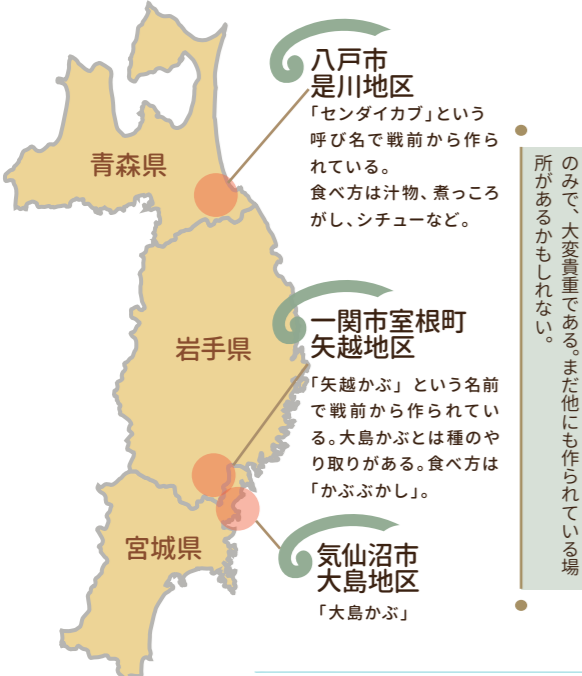 八戸市
是川地区
「センダイカブ」という
呼び名で戦前から作ら
れている。
食べ方は汁物、煮っころ
がし、シチューなど。
青森県
一関市室根町
矢越地区
「矢越かぶ」という名前
で戦前から作られてい
る。大島かぶとは種のや
り取りがある。食べ方は
「かぶぶかし」。
岩手県
気仙沼市
大島地区
「大島かぶ」
宮城県
のみで、大変貴重である。まだ他にも作られている場
所があるかもしれない。